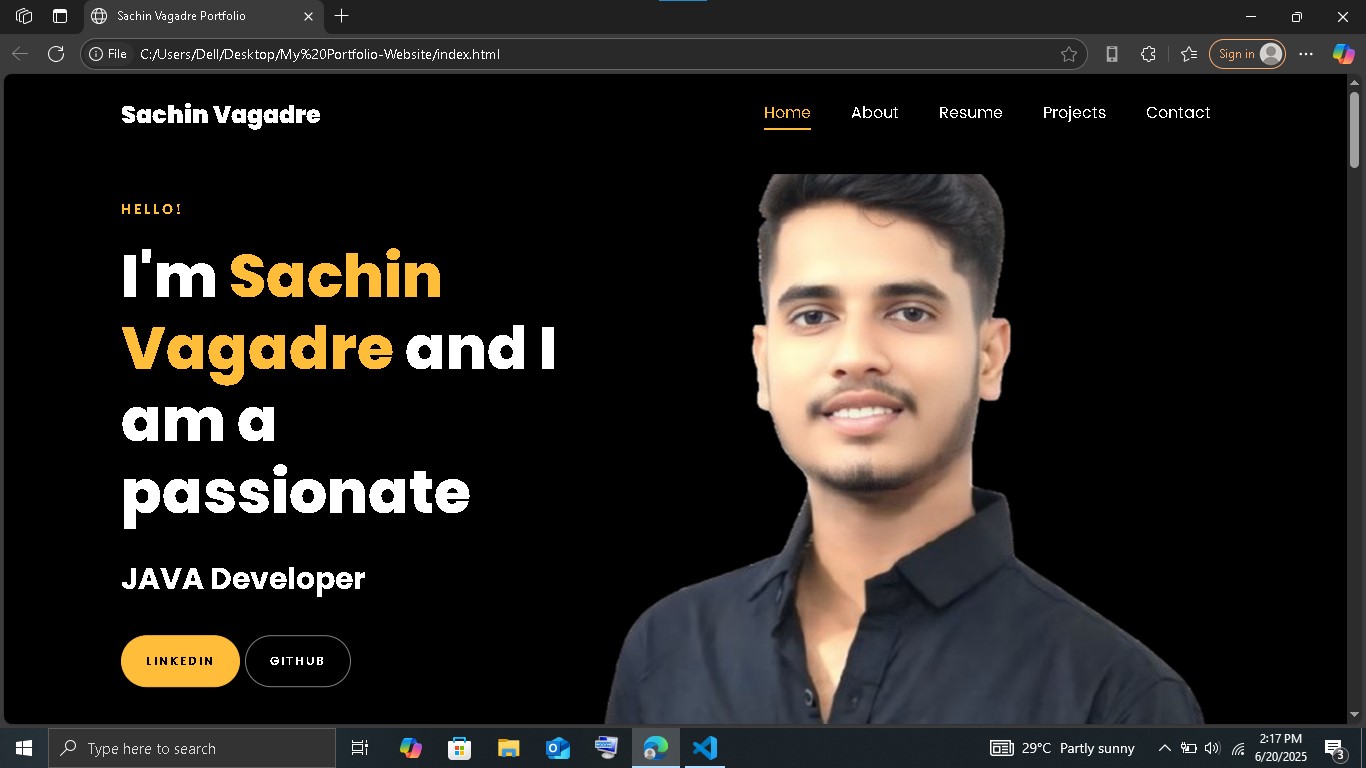 Sachin Vagadre Portfolio
File
C:/Users/Dell/Desktop/My%20Portfolio-Website/index.html
Sign in
Sachin Vagadre
Home
About
Resume
Projects
Contact
HELLO!
I'm Sachin
Vagadre and I
am a
passionate
JAVA Developer
LINKEDIN
GITHUB
Type here to search
29°C Partly sunny
2:17 PM
6/20/2025
3